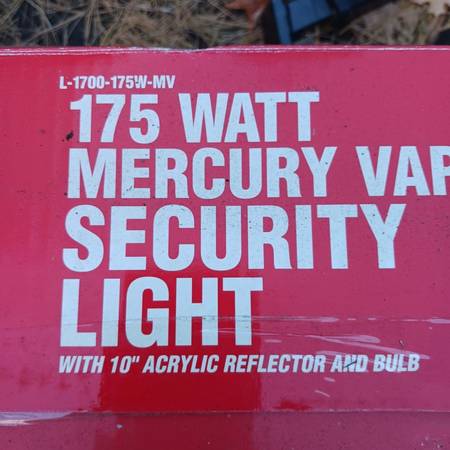 L-1700-175W-MV
175 WATT
MERCURY VAP
SECURITY
LIGHT
WITH 10" ACRYLIC REFLECTOR AND BULB